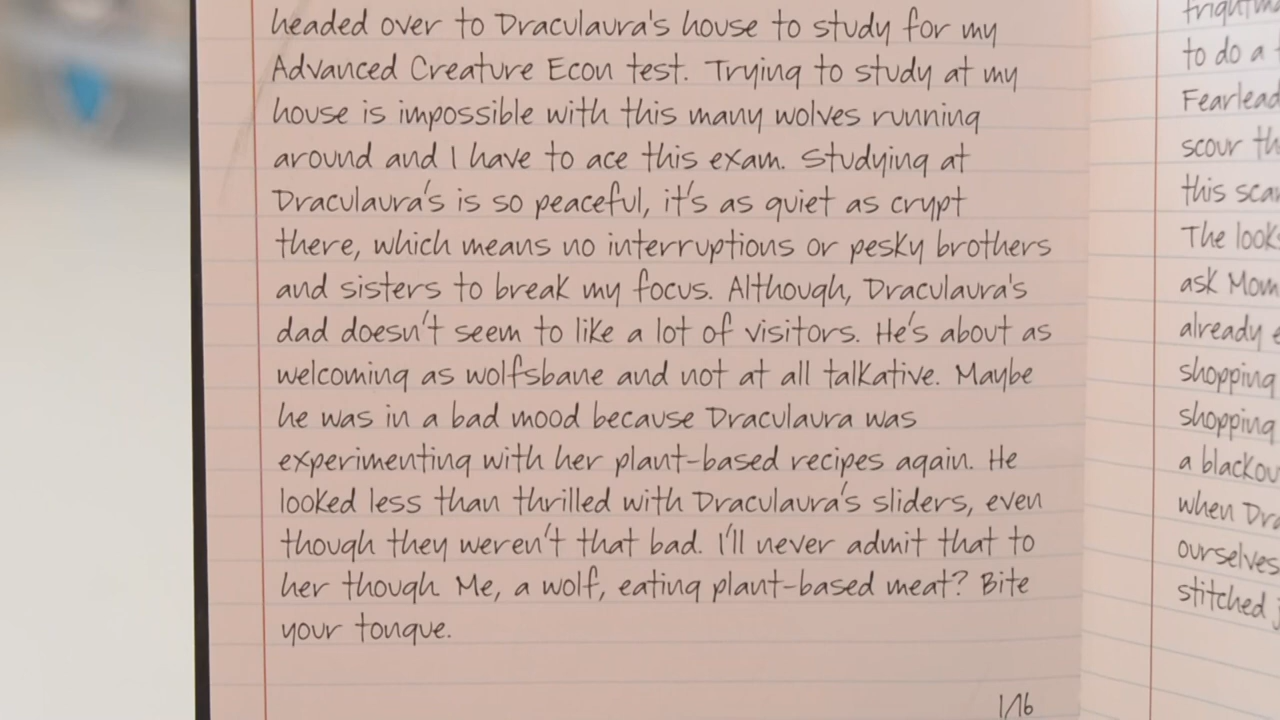 headed over to Draculaura's house to study for my
Advanced Creature Econ test. Trying to study at my
house is impossible with this many wolves running
around and I have to ace this exam. Studying at
Draculaura's is so peaceful, it's as quiet as crypt
there, which means no interruptions or pesky brothers
and sisters to break my focus. Although, Draculaura's
dad doesn't seem to like a lot of visitors. He's about as
welcoming as wolfsbane and not at all talkative. Maybe
he was in a bad mood because Draculaura was
experimenting with her plant-based recipes again. He
looked less than thrilled with Draculaura's sliders, even
though they weren't that bad. I'll never admit that to
her though Me, a wolf, eating plant-based meat? Bite
your tongue.
1/16
to do a
Fearlead
scour th
this sca
The look
ask Mom
already
shopping
shopping
a blackou
when Dra
ourselves
stitched